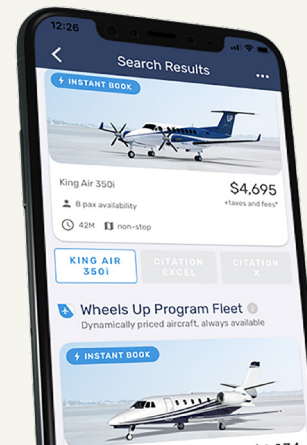 12:26
Search Results
INSTANT BOOK
UP
King Air 350i
$4,695
+taxes and fees*
8 pax availability
42M non-stop
KING AIR 350i
CITATION EXCEL
CITATION X
Wheels Up Program Fleet
Dynamically priced aircraft, always available
INSTANT BOOK